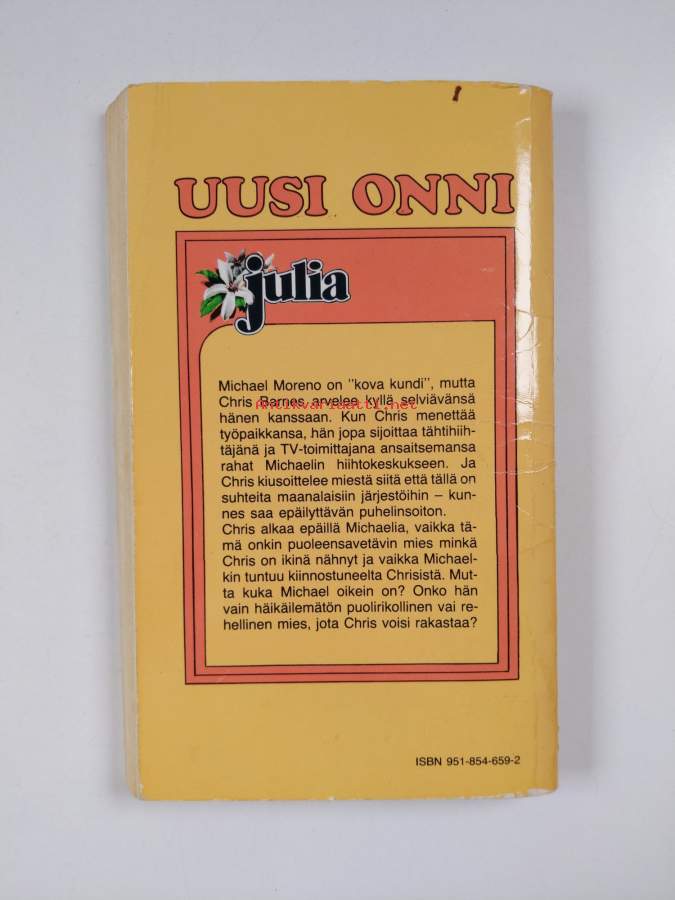 UUSI ONNI
julia
Michael Moreno on "kova kundi", mutta
Chris Barnes arvelee kyllä selviävänsä
Antikvariaatti.net
hänen kanssaan. Kun Chris menettää
työpaikkansa, hän jopa sijoittaa tähtihiih-
täjänä ja TV-toimittajana ansaitsemansa
rahat Michaelin hiihtokeskukseen. Ja
Chris kiusoittelee miestä siitä että tällä on
suhteita maanalaisiin järjestöihin – kun-
nes saa epäilyttävän puhelinsoiton.
Chris alkaa epäillä Michaelia, vaikka tä-
mä onkin puoleensavetävin mies minkä
Chris on ikinä nähnyt ja vaikka Michael-
kin tuntuu kiinnostuneelta Chrisistä. Mut-
ta kuka Michael oikein on? Onko hän
vain häikäilemätön puolirikollinen vai re-
hellinen mies, jota Chris voisi rakastaa?
ISBN 951-854-659-2